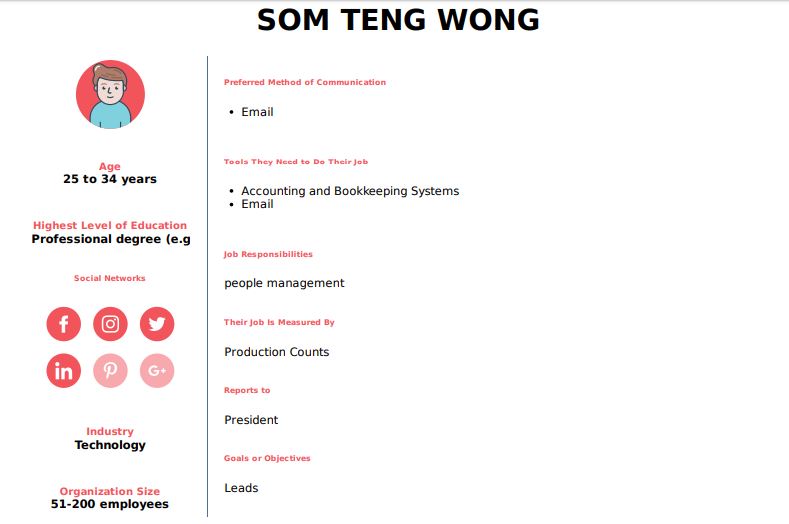 SOM TENG WONG
Age
25 to 34 years
Highest Level of Education
Professional degree (e.g
Social Networks
Industry
Technology
Organization Size
51-200 employees
Preferred Method of Communication
• Email
Tools They Need to Do Their Job
• Accounting and Bookkeeping Systems
• Email
Job Responsibilities
people management
Their Job Is Measured By
Production Counts
Reports to
President
Goals or Objectives
Leads